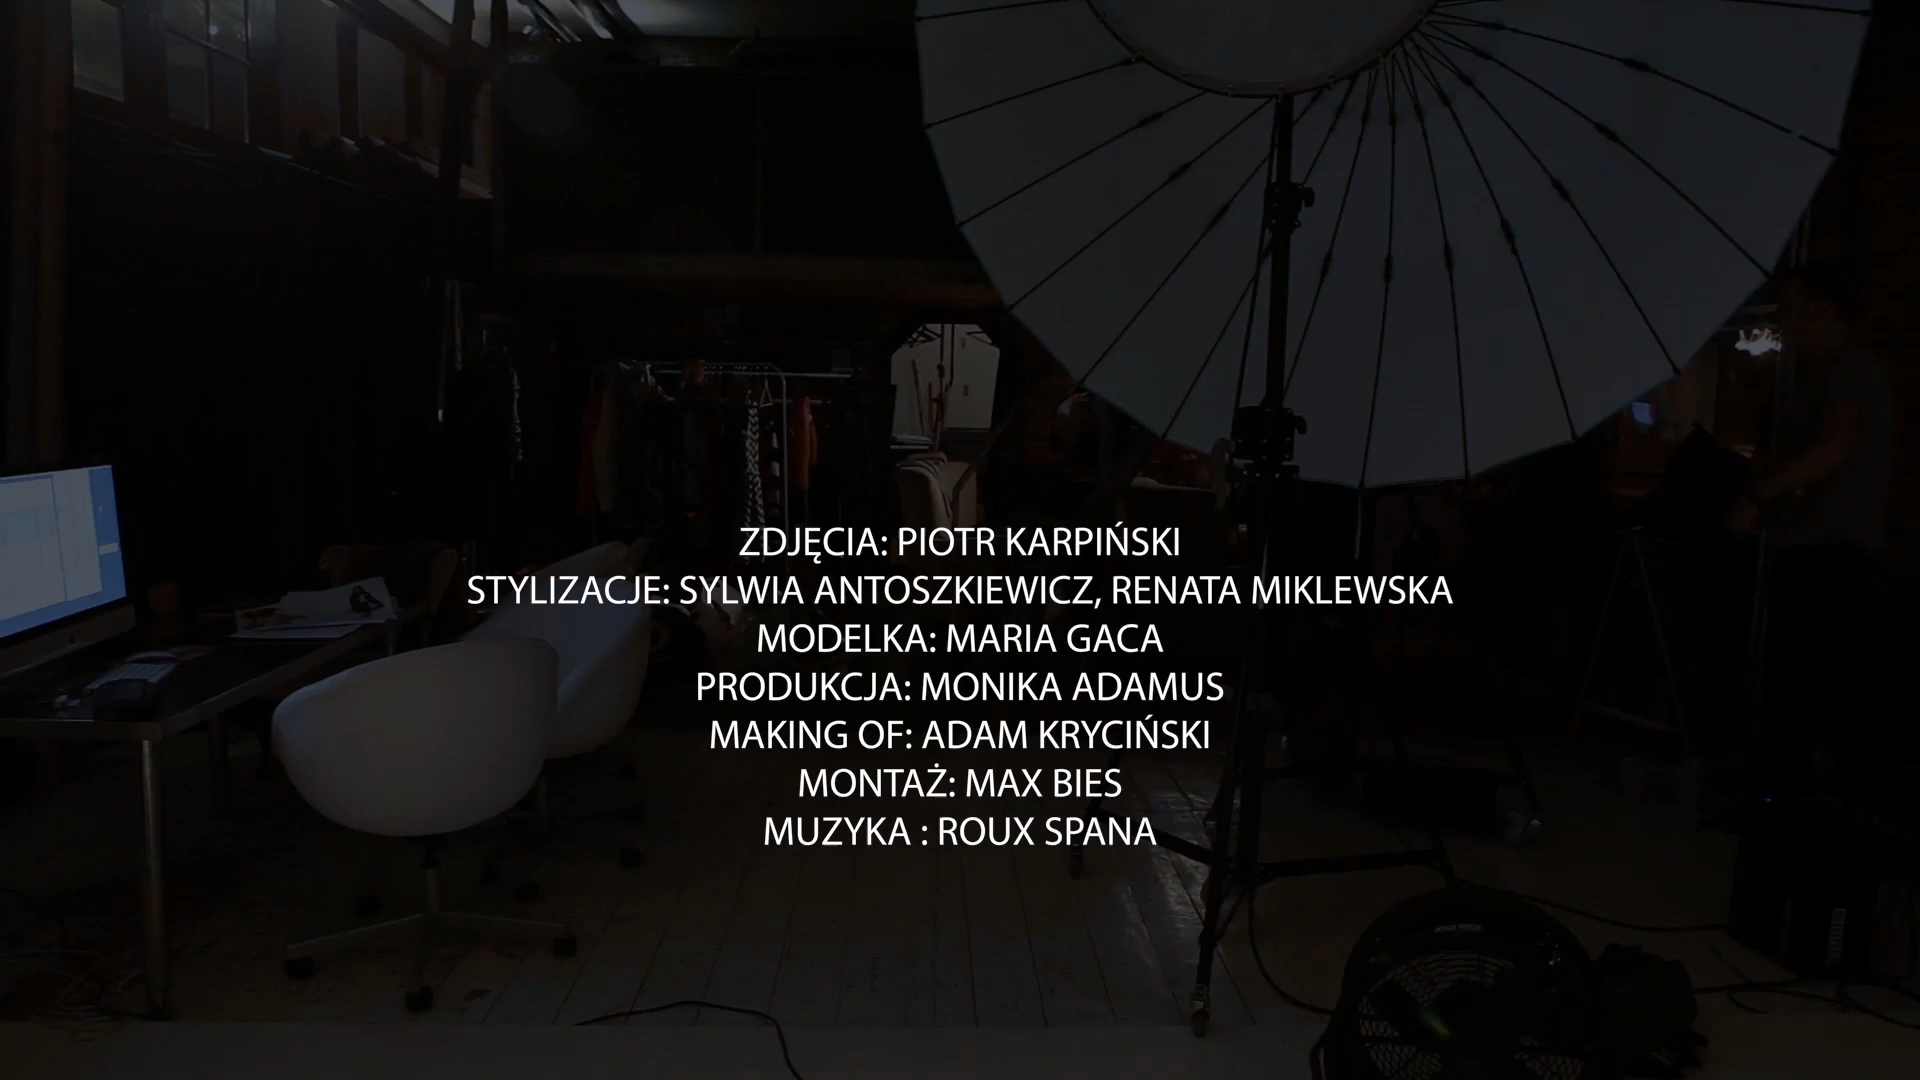 ZDJĘCIA: PIOTR KARPIŃSKI
STYLIZACJE: SYLWIA ANTOSZKIEWICZ, RENATA MIKLEWSKA
MODELKA: MARIA GACA
PRODUKCJA: MONIKA ADAMUS
MAKING OF: ADAM KRYCIŃSKI
MONTAŻ: MAX BIES
MUZYKA : ROUX SPANA